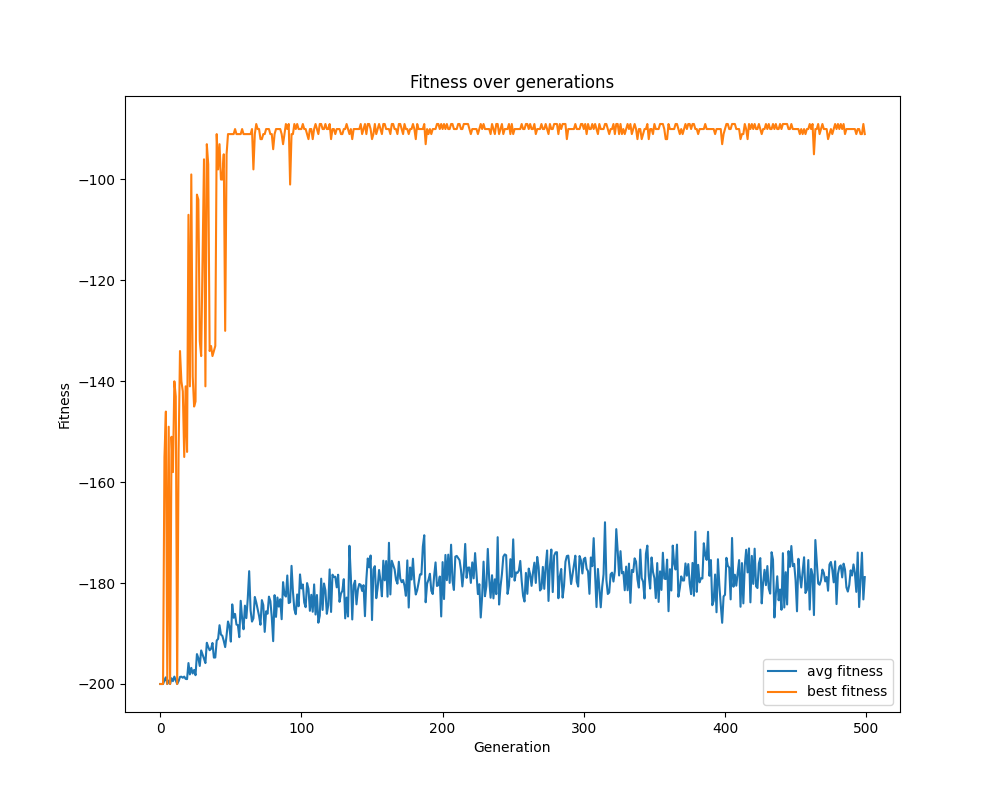 Fitness over generations
Fitness
−100
−120
−140
−160
−180
−200
0 100 200 300 400 500
Generation
avg fitness
best fitness